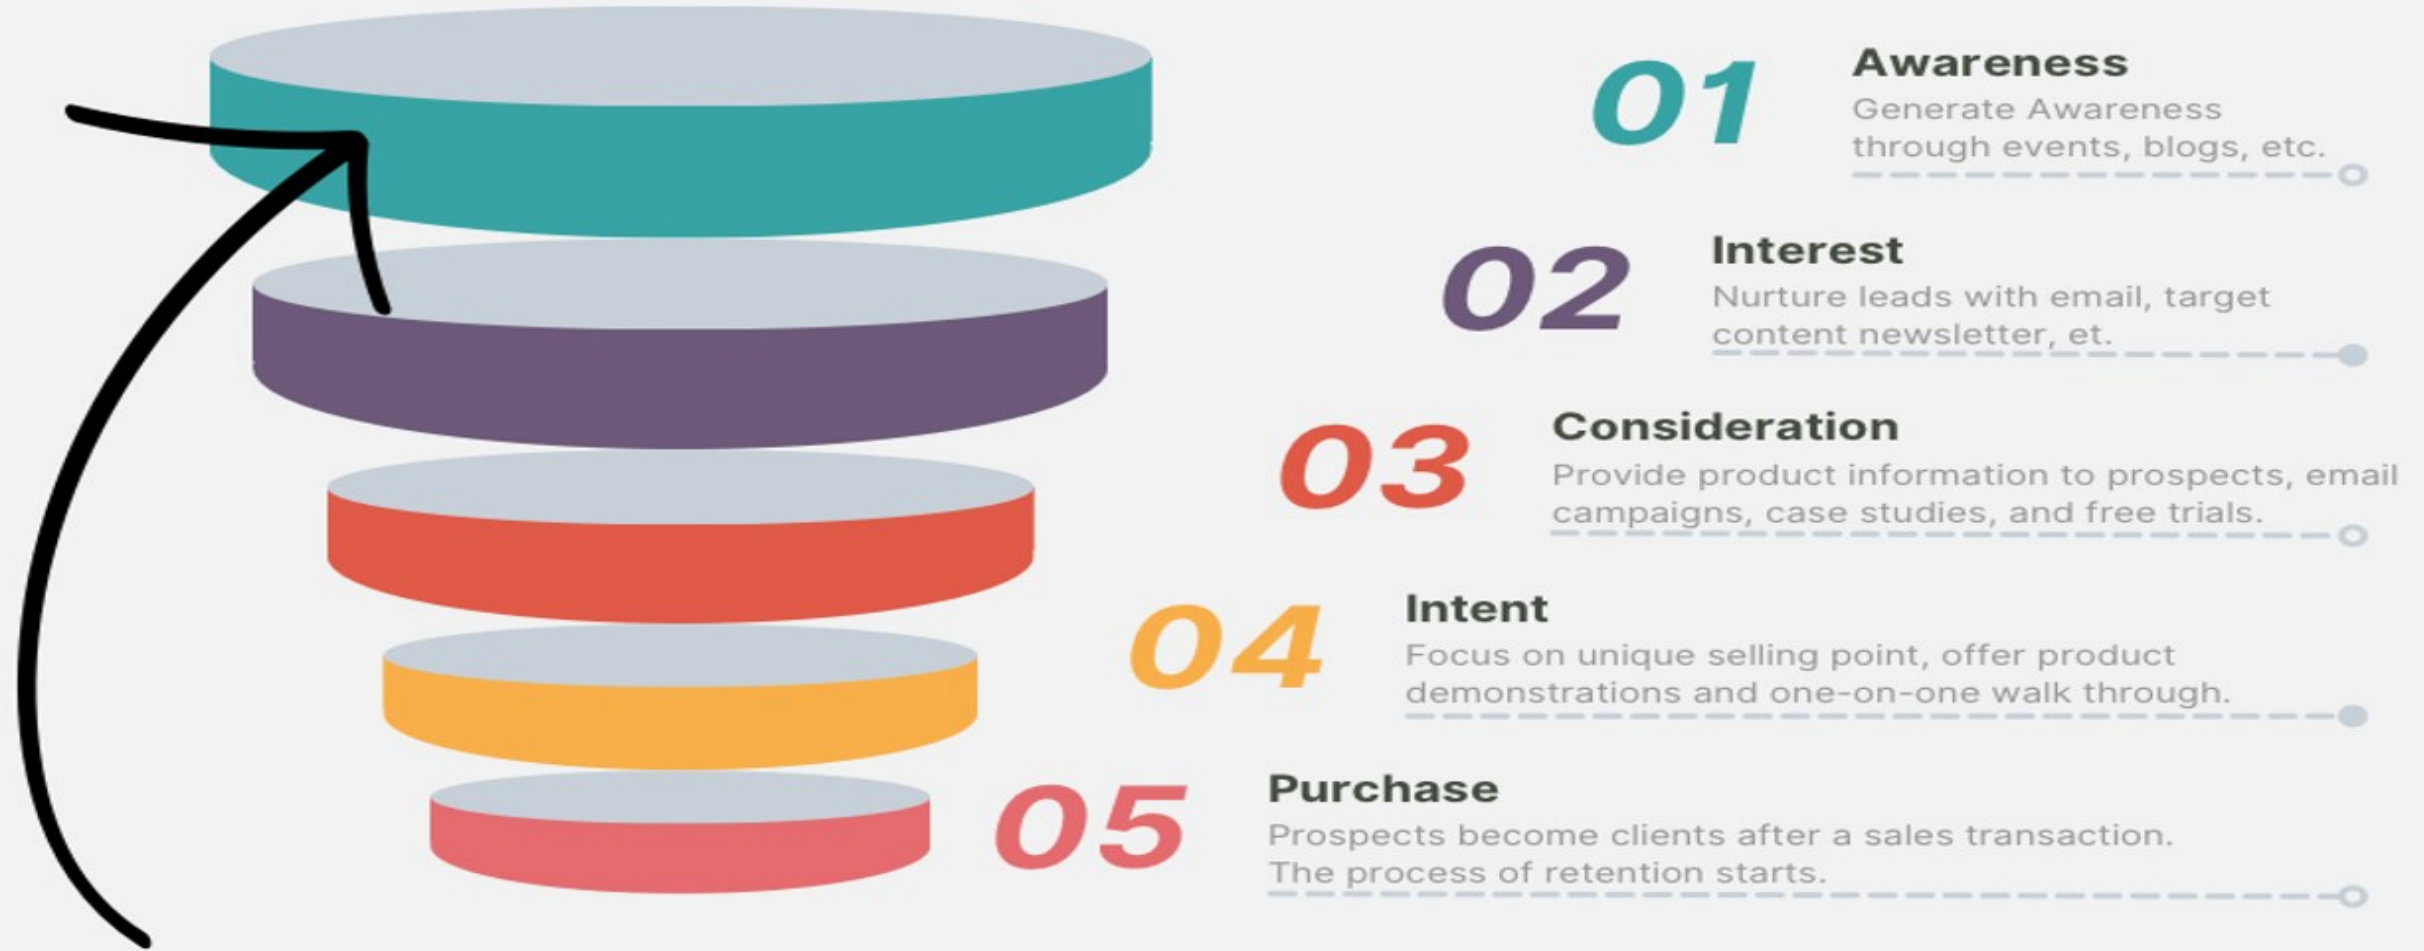 01
Awareness
Generate Awareness
through events, blogs, etc.
02
Interest
Nurture leads with email, target
content newsletter, et.
03
Consideration
Provide product information to prospects, email
campaigns, case studies, and free trials.
04
Intent
Focus on unique selling point, offer product
demonstrations and one-on-one walk through.
05
Purchase
Prospects become clients after a sales transaction.
The process of retention starts.